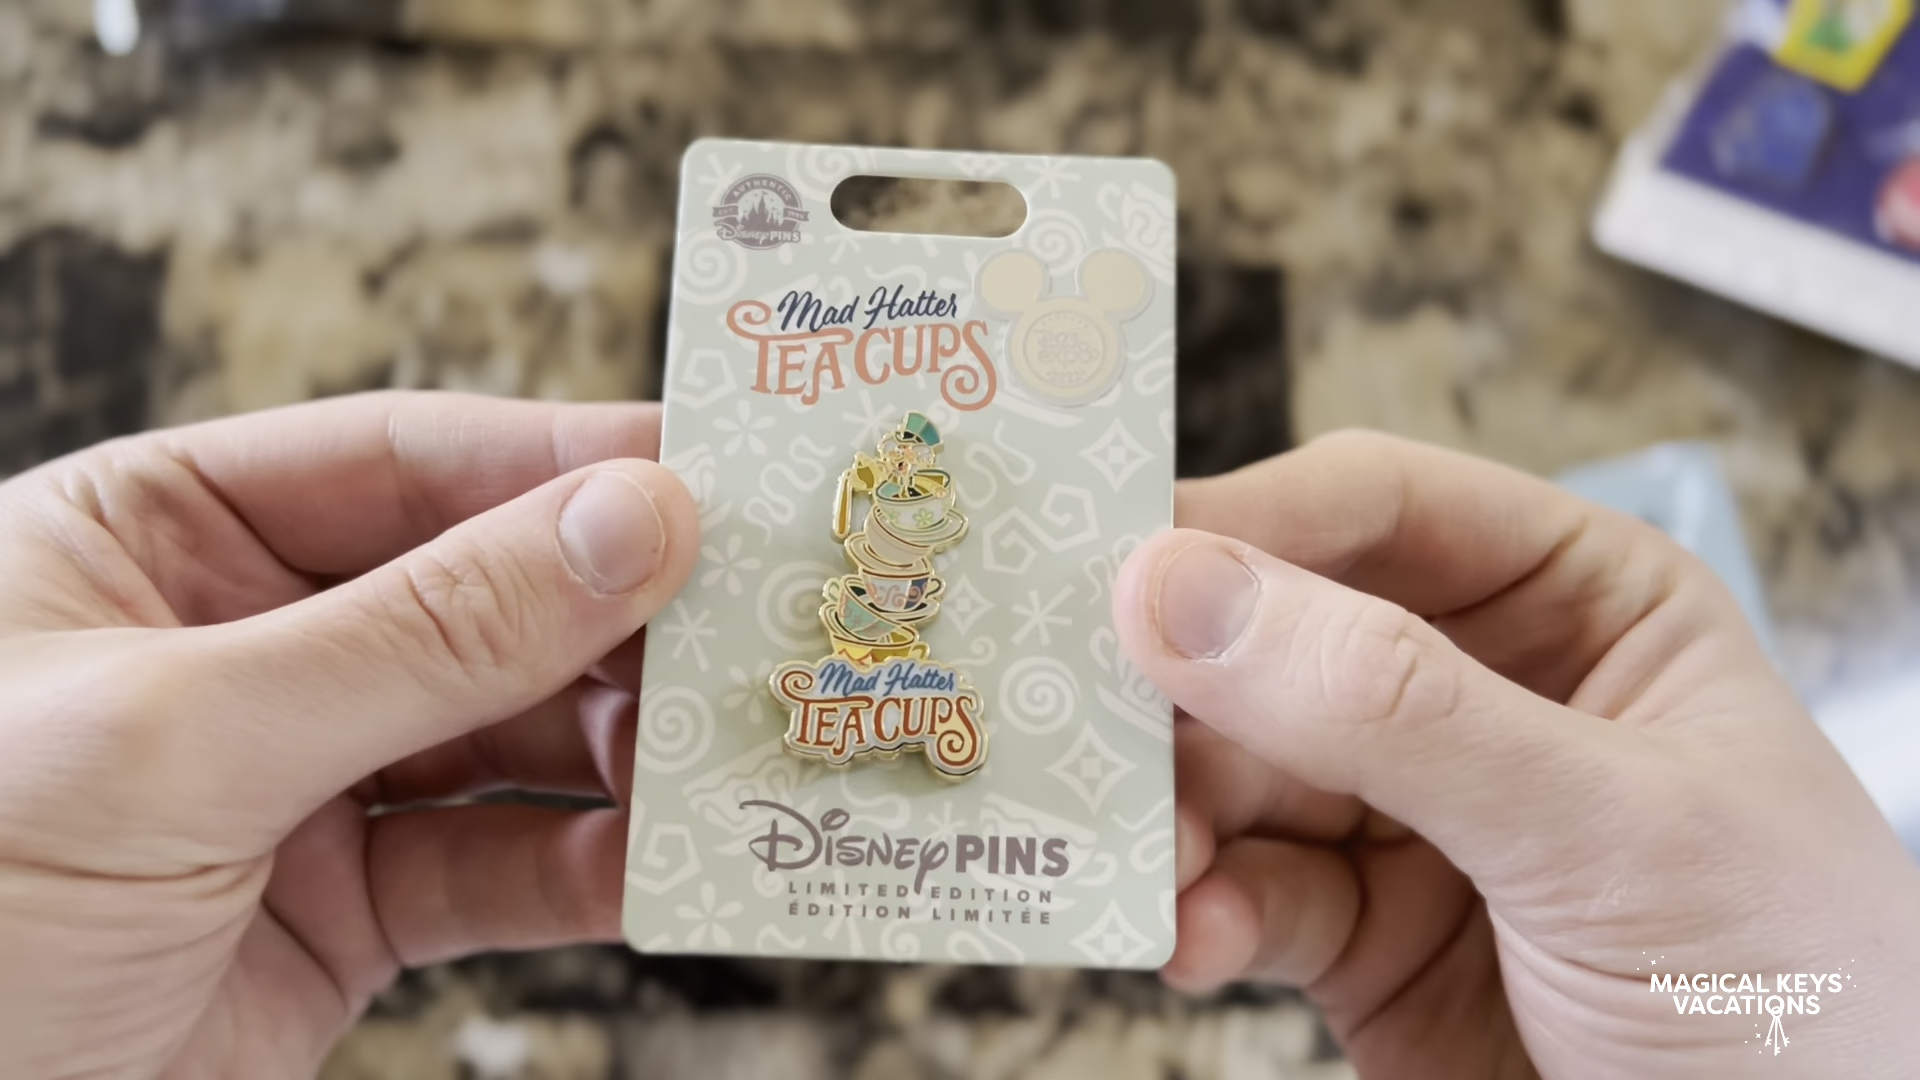 AUTHENTIC
Disney PINS
Mad Hatter
TEA CUPS
Mad Hatter
TEA CUPS
Disney PINS
LIMITED EDITION
ÉDITION LIMITÉE
MAGICAL KEYS
VACATIONS